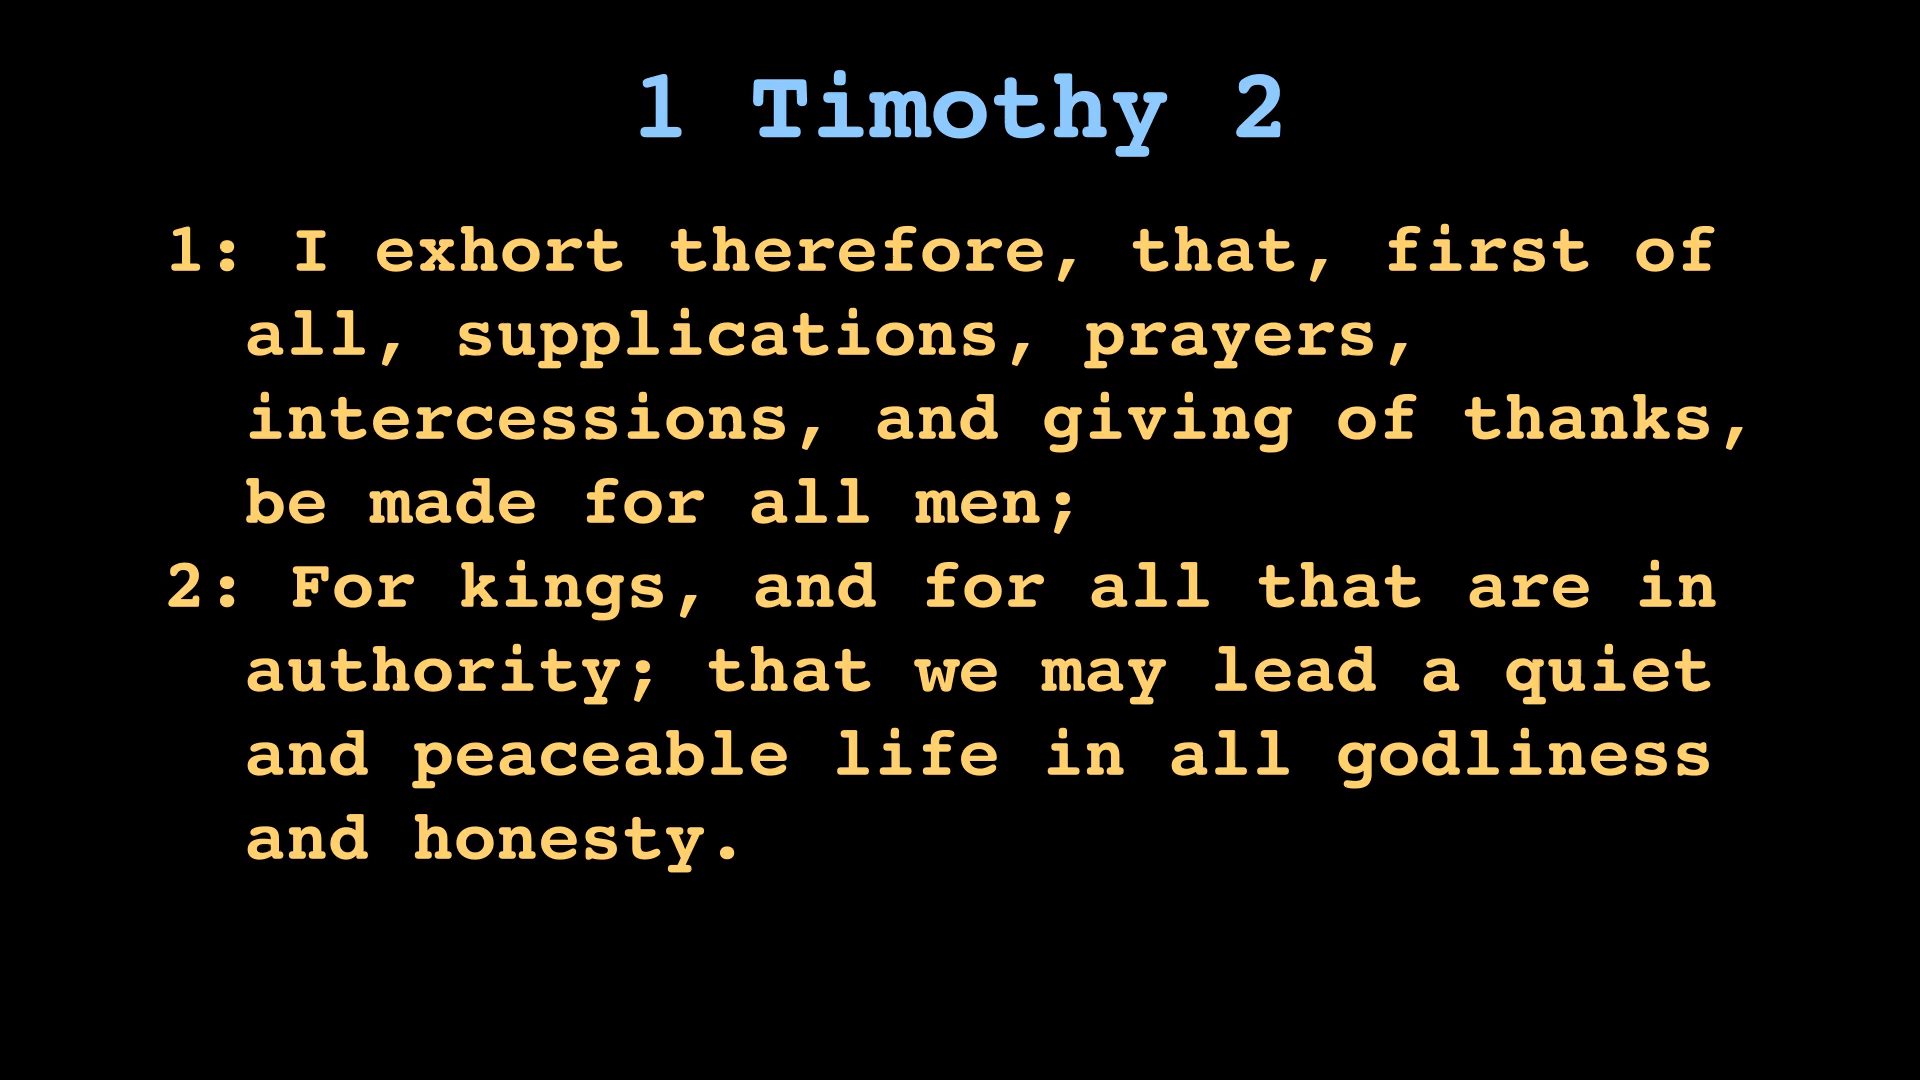 1 Timothy 2
1: I exhort therefore, that, first of
all, supplications, prayers,
intercessions, and giving of thanks,
be made for all men;
2: For kings, and for all that are in
authority; that we may lead a quiet
and peaceable life in all godliness
and honesty.